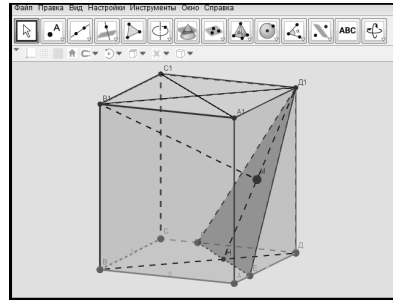 Файл Правка Вид Настройки Инструменты Окно Справка
A
ABC
C1
Д1
B1
A1
M
C
Д
B